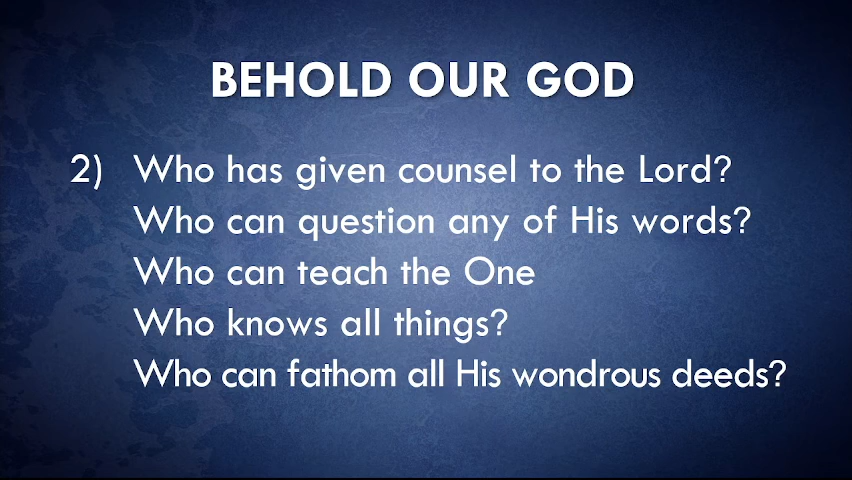 BEHOLD OUR GOD
2) Who has given counsel to the Lord?
Who can question any of His words?
Who can teach the One
Who knows all things?
Who can fathom all His wondrous deeds?